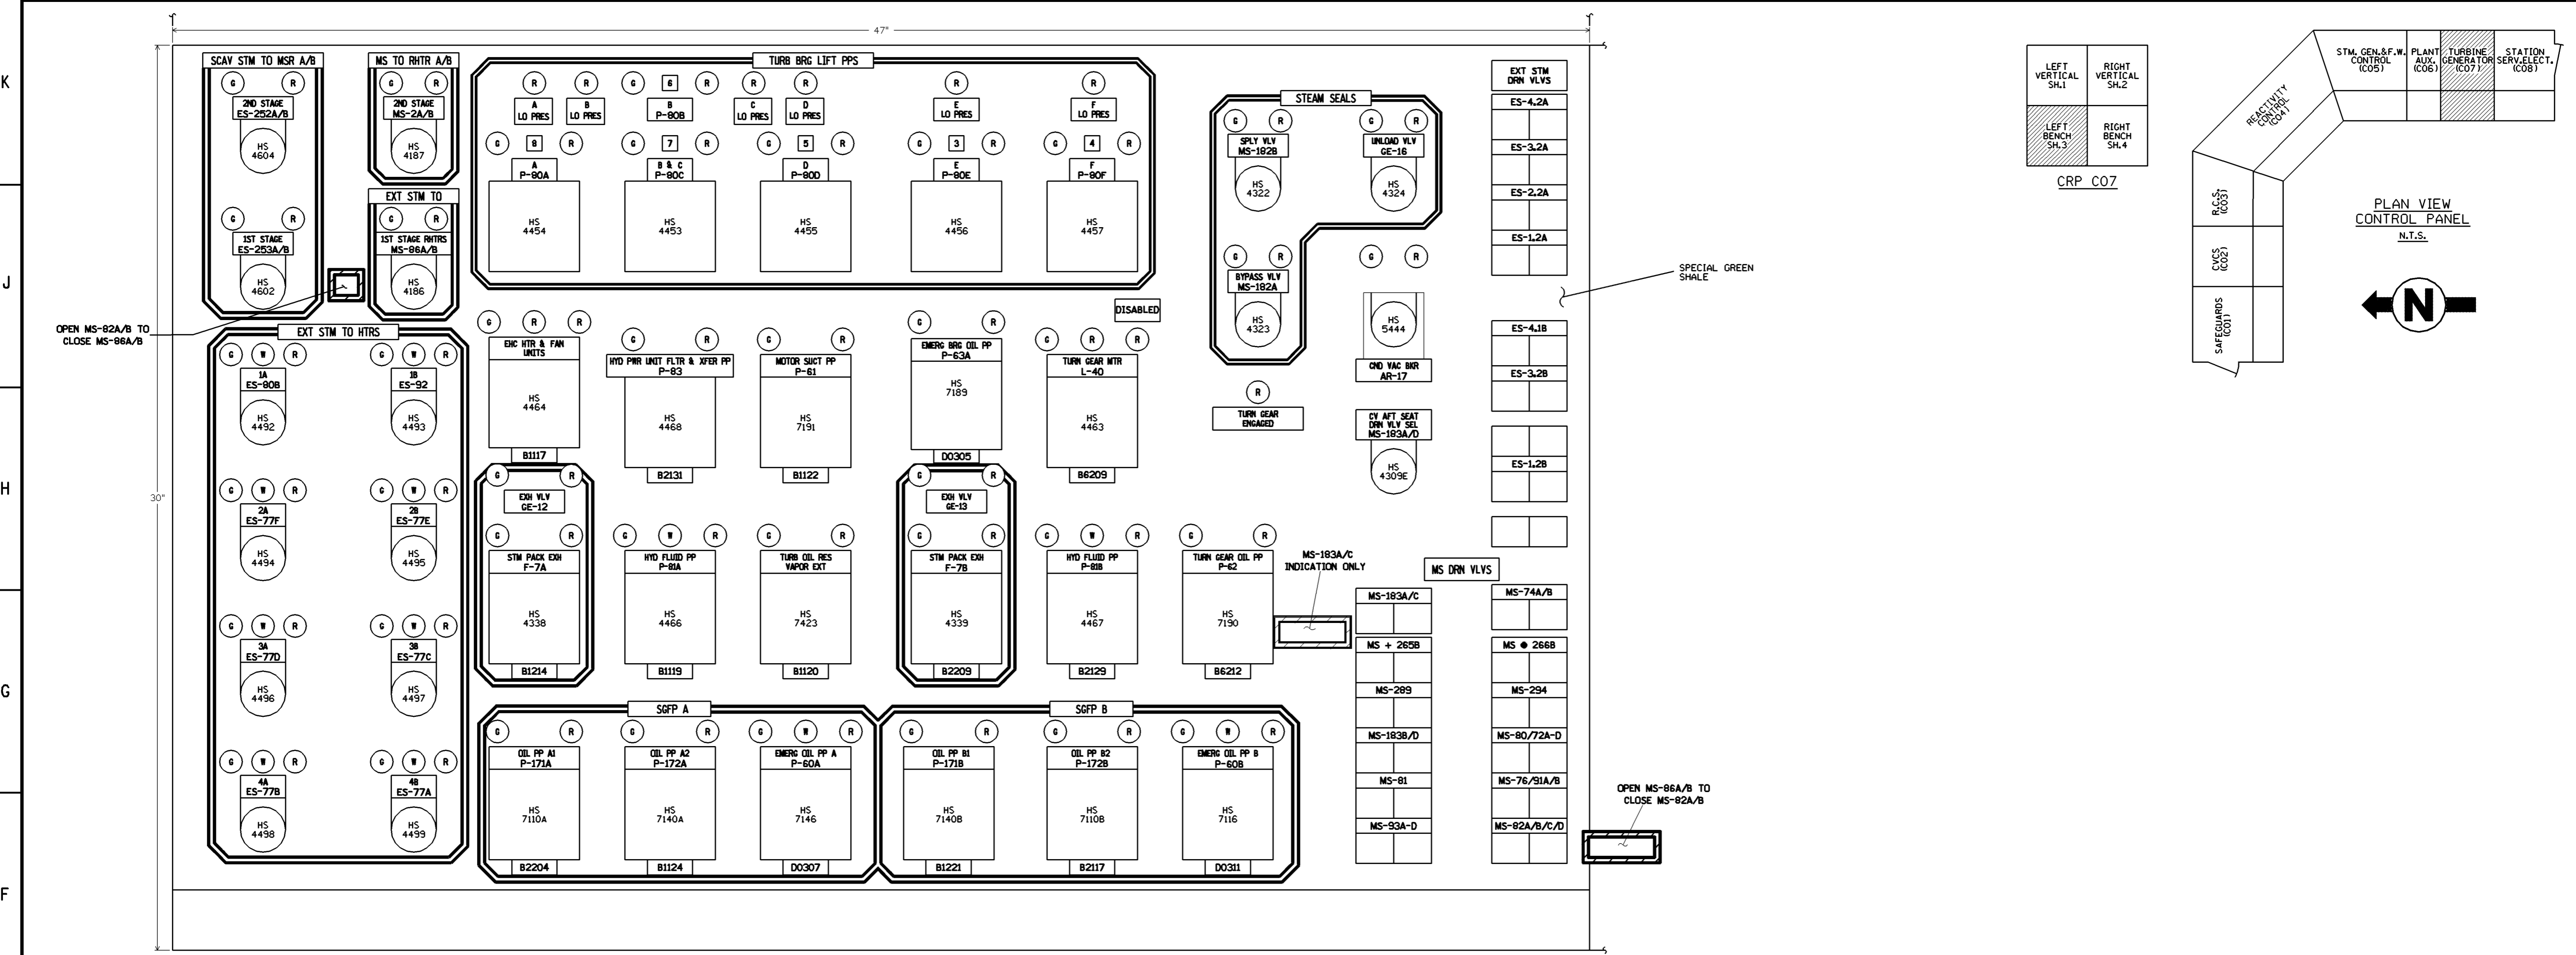 47"
30"
K
J
H
G
F
SCAV STM TO MSR A/B
G R
2ND STAGE
ES-252A/B
HS
4604
G R
1ST STAGE
ES-253A/B
HS
4602
MS TO RHTR A/B
G R
2ND STAGE
MS-2A/B
HS
4187
EXT STM TO
G R
1ST STAGE RHTRS
MS-86A/B
HS
4186
OPEN MS-82A/B TO
CLOSE MS-86A/B
TURB BRG LIFT PPS
R R G 6 R R R R R
A
LO PRES
B
LO PRES
B
P-80B
C
LO PRES
D
LO PRES
E
LO PRES
F
LO PRES
G 8 R G 7 R G 5 R G 3 R G 4 R
A
P-80A
HS
4454
B & C
P-80C
HS
4453
D
P-80D
HS
4455
E
P-80E
HS
4456
F
P-80F
HS
4457
DISABLED
STEAM SEALS
G R
SPLY VLV
MS-182B
HS
4322
G R
UNLOAD VLV
GE-16
HS
4324
G R
BYPASS VLV
MS-182A
HS
4323
G R
HS
5444
CND VAC BKR
AR-17
R
TURN GEAR
ENGAGED
CV AFT SEAT
DRN VLV SEL
MS-183A/D
HS
4309E
EXT STM
DRN VLVS
ES-4.2A
ES-3.2A
ES-2.2A
ES-1.2A
SPECIAL GREEN
SHALE
ES-4.1B
ES-3.2B
ES-1.2B
EXT STM TO HTRS
G W R G W R
1A
ES-80B
HS
4492
1B
ES-92
HS
4493
G W R G W R
2A
ES-77F
HS
4494
2B
ES-77E
HS
4495
G W R G W R
3A
ES-77D
HS
4496
3B
ES-77C
HS
4497
G W R G W R
4A
ES-77B
HS
4498
4B
ES-77A
HS
4499
G R R
EHC HTR & FAN
UNITS
HS
4464
B1117
G R
HYD PWR UNIT FLTR & XFER PP
P-83
HS
4468
B2131
G R
MOTOR SUCT PP
P-61
HS
7191
B1122
G R
EMERG BRG OIL PP
P-63A
HS
7189
D0305
G R R
TURN GEAR MTR
L-40
HS
4463
B6209
G R
EXH VLV
GE-12
G R
STM PACK EXH
F-7A
HS
4338
B1214
G W R
HYD FLUID PP
P-81A
HS
4466
B1119
G R
TURB OIL RES
VAPOR EXT
HS
7423
B1120
G R
EXH VLV
GE-13
G R
STM PACK EXH
F-7B
HS
4339
B2209
G W R
HYD FLUID PP
P-81B
HS
4467
B2129
G R
TURN GEAR OIL PP
P-62
HS
7190
B6212
MS-183A/C
INDICATION ONLY
MS DRN VLVS
MS-183A/C
MS + 265B
MS-289
MS-183B/D
MS-81
MS-93A-D
MS-74A/B
MS ● 266B
MS-294
MS-80/72A-D
MS-76/91A/B
MS-82A/B/C/D
OPEN MS-86A/B TO
CLOSE MS-82A/B
SGFP A
G R
OIL PP A1
P-171A
HS
7110A
B2204
G R
OIL PP A2
P-172A
HS
7140A
B1124
G W R
EMERG OIL PP A
P-60A
HS
7146
D0307
SGFP B
G R
OIL PP B1
P-171B
HS
7140B
B1221
G R
OIL PP B2
P-172B
HS
7110B
B2117
G W R
EMERG OIL PP B
P-60B
HS
7116
D0311
LEFT
VERTICAL
SH.1
RIGHT
VERTICAL
SH.2
LEFT
BENCH
SH.3
RIGHT
BENCH
SH.4
CRP C07
STM. GEN.& F.W.
CONTROL
(C05)
PLANT
AUX.
(C06)
TURBINE
GENERATOR
(C07)
STATION
SERV.ELECT.
(C08)
REACTIVITY
CONTROL
(C04)
R.C.S.
(C03)
CVCS
(C02)
SAFEGUARDS
(C01)
PLAN VIEW
CONTROL PANEL
N.T.S.
N